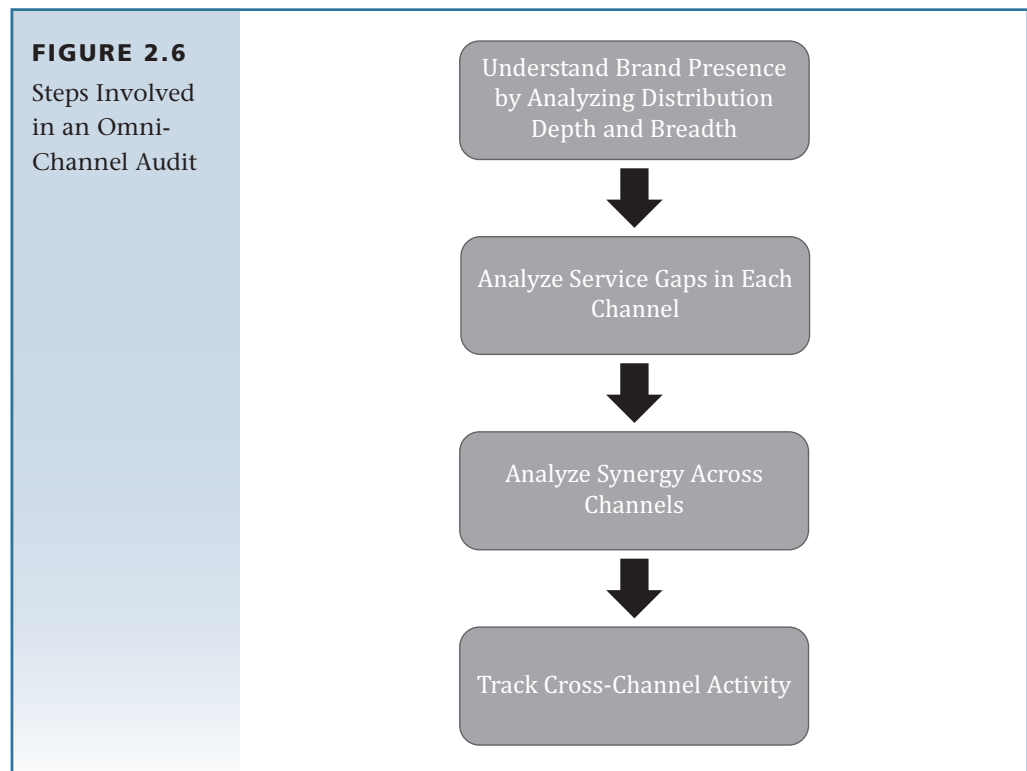 FIGURE 2.6
Steps Involved
in an Omni-
Channel Audit
Understand Brand Presence
by Analyzing Distribution
Depth and Breadth
Analyze Service Gaps in Each
Channel
Analyze Synergy Across
Channels
Track Cross-Channel Activity